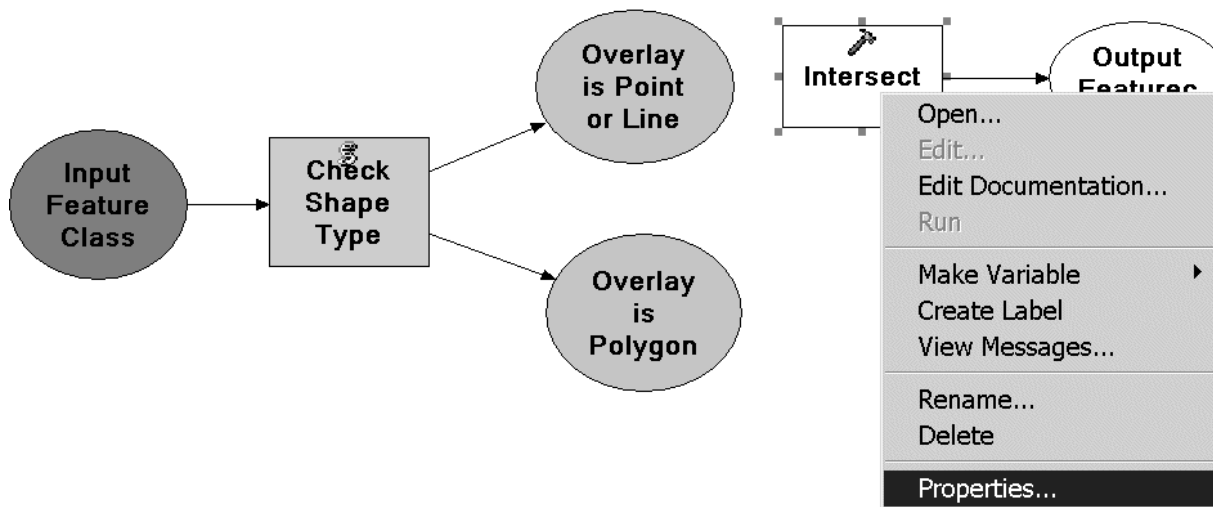 Input
Feature
Class
Check
Shape
Type
Overlay
is Point
or Line
Overlay
is
Polygon
Intersect
Output
Featurec
Open...
Edit...
Edit Documentation...
Run
Make Variable
Create Label
View Messages...
Rename...
Delete
Properties...